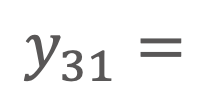 y₃₁ =